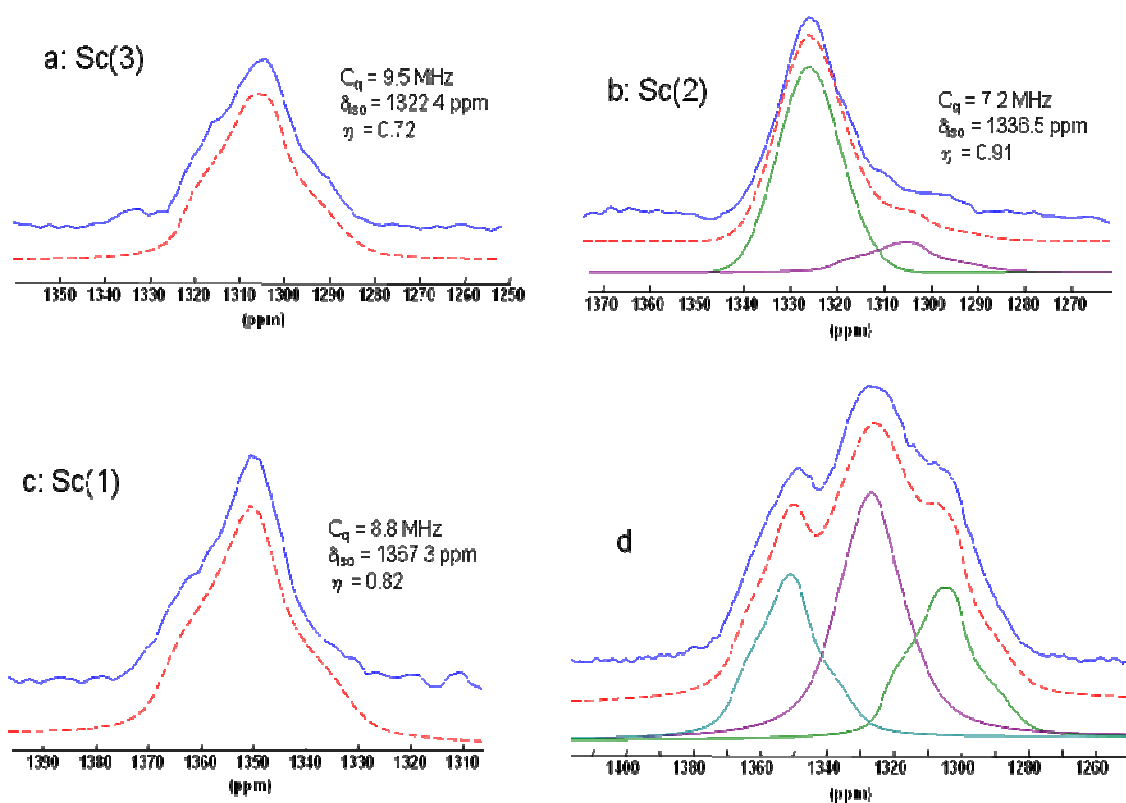 a: Sc(3)
Cq = 9.5 MHz
δiso = 1322.4 ppm
η = 0.72
1350 1340 1330 1320 1310 1300 1290 1280 1270 1260 1250
(ppm)
b: Sc(2)
Cq = 7.2 MHz
δiso = 1336.5 ppm
η = 0.91
1370 1360 1350 1340 1330 1320 1310 1300 1290 1280 1270
(ppm)
c: Sc(1)
Cq = 8.8 MHz
δiso = 1367.3 ppm
η = 0.82
1390 1380 1370 1360 1350 1340 1330 1320 1310
(ppm)
d
1400 1380 1360 1340 1320 1300 1280 1260
(ppm)